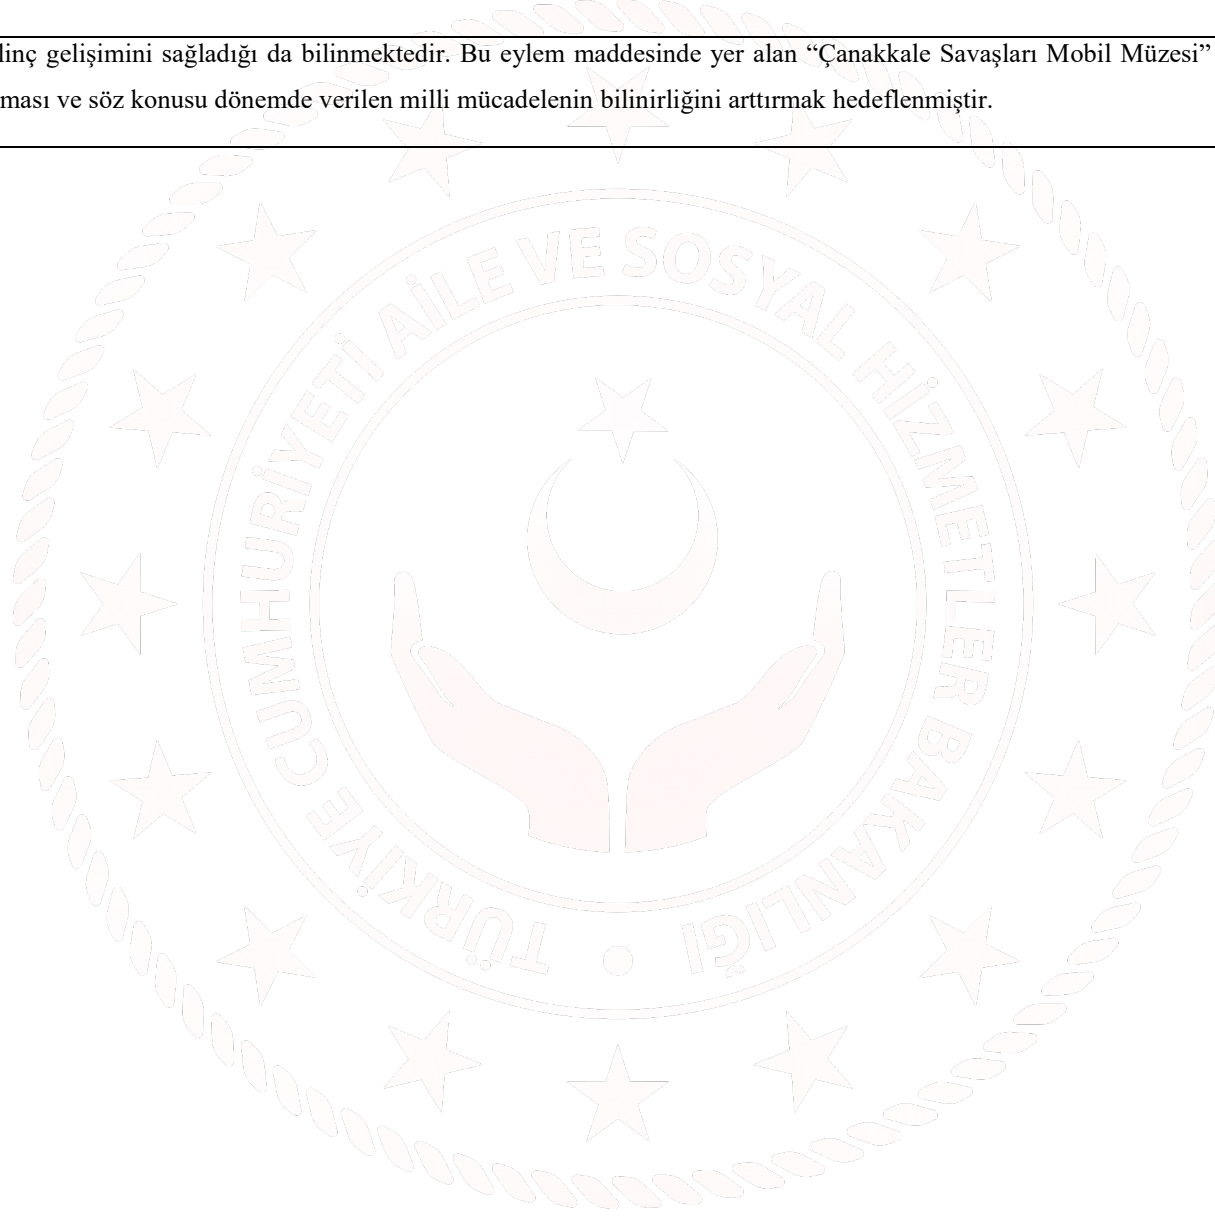 linç gelişimini sağladığı da bilinmektedir. Bu eylem maddesinde yer alan “Çanakkale Savaşları Mobil Müzesi”
ması ve söz konusu dönemde verilen milli mücadelenin bilinirliğini arttırmak hedeflenmiştir.
TÜRKİYE CUMHURİYETİ AİLE VE SOSYAL HİZMETLER BAKANLIĞI